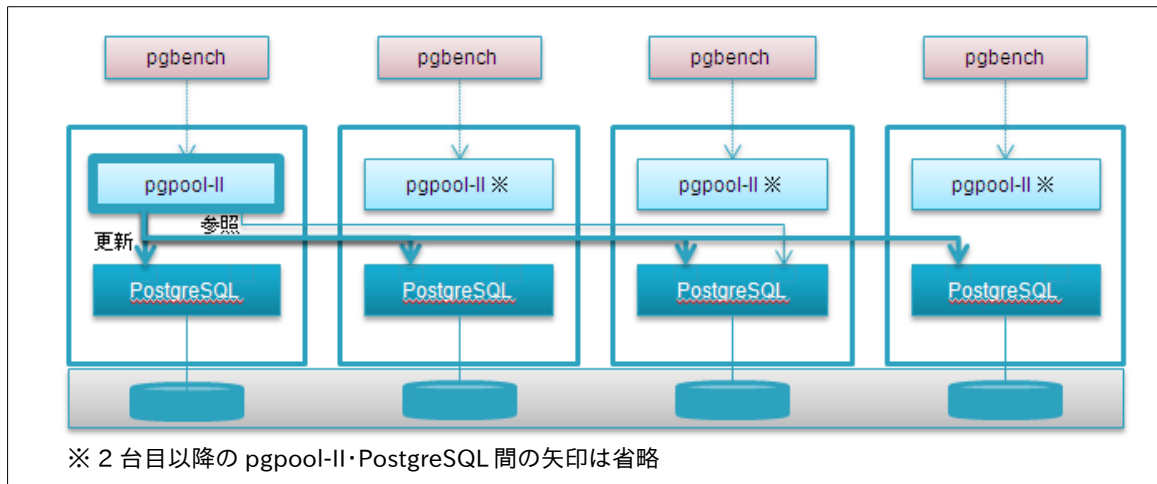 pgbench pgbench pgbench pgbench
pgpool-II pgpool-II ※ pgpool-II ※ pgpool-II ※
参照
更新
PostgreSQL PostgreSQL PostgreSQL PostgreSQL
※ 2 台目以降の pgpool-II・PostgreSQL 間の矢印は省略